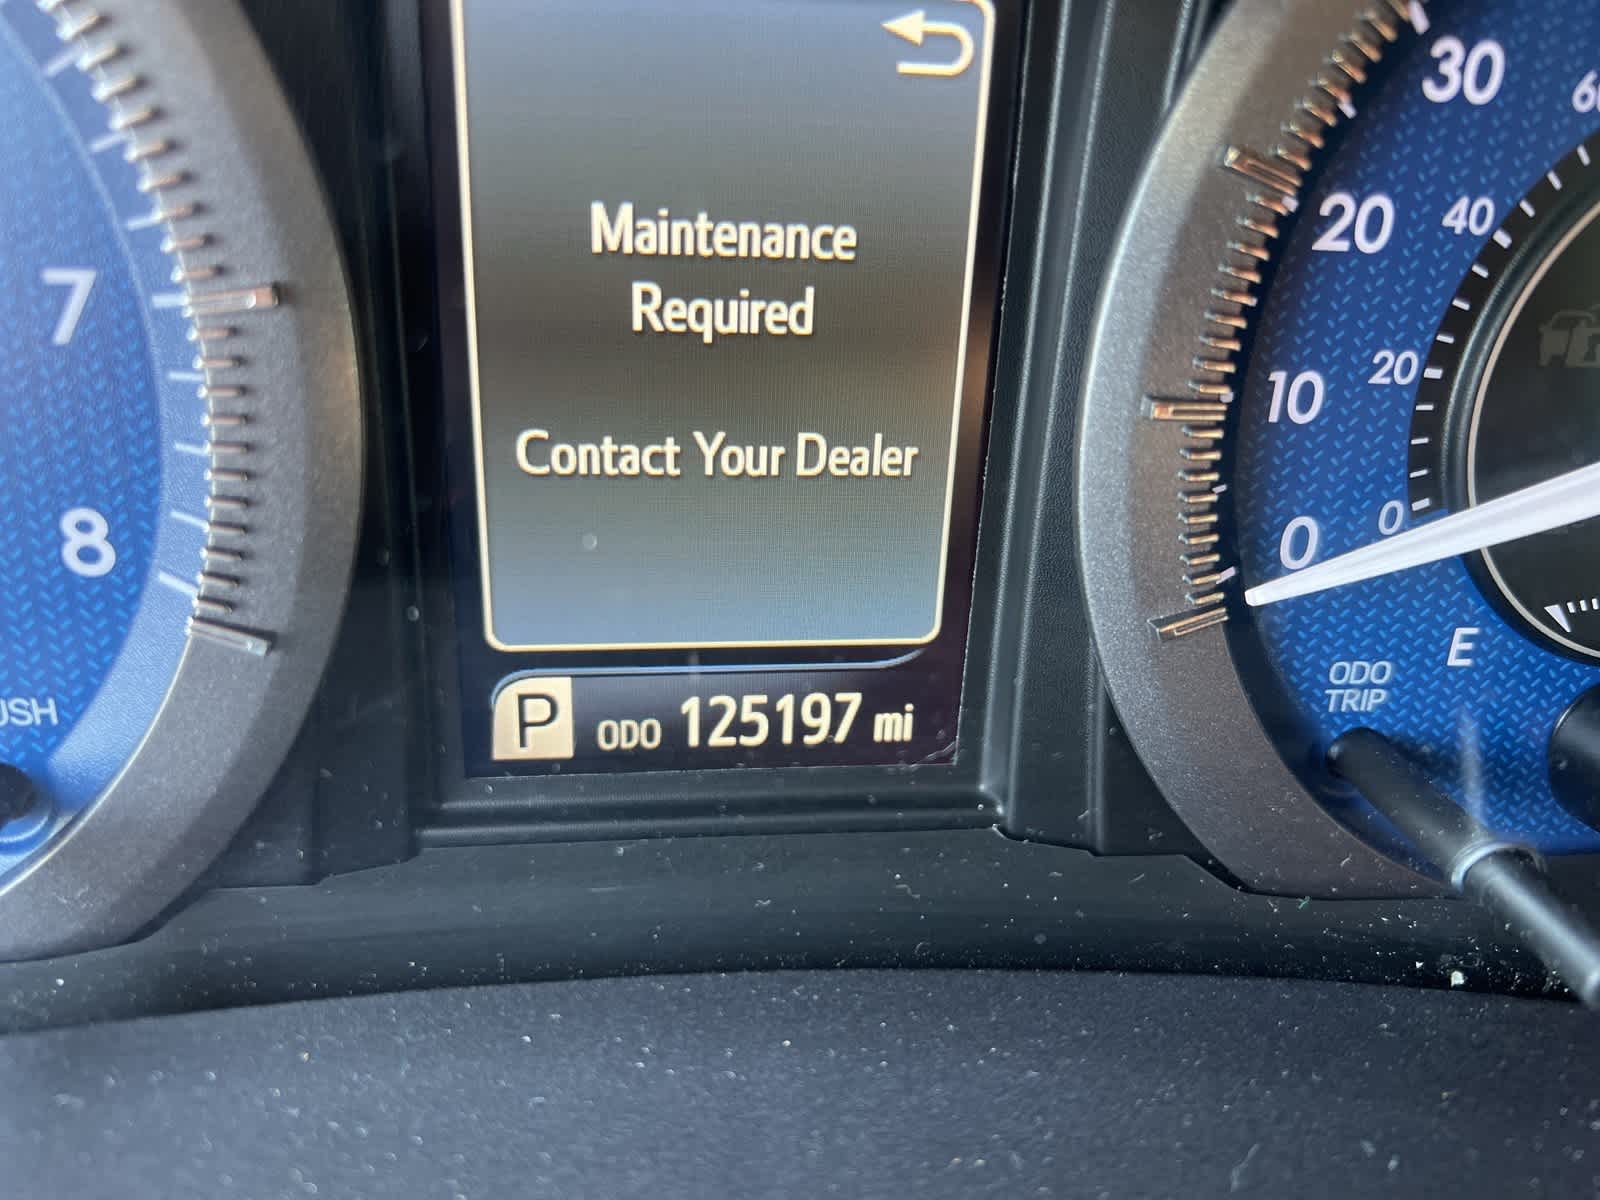 Maintenance
Required
Contact Your Dealer
P ODO 125197 mi
7
8
30
20
40
10
20
0
0
E
ODO
TRIP